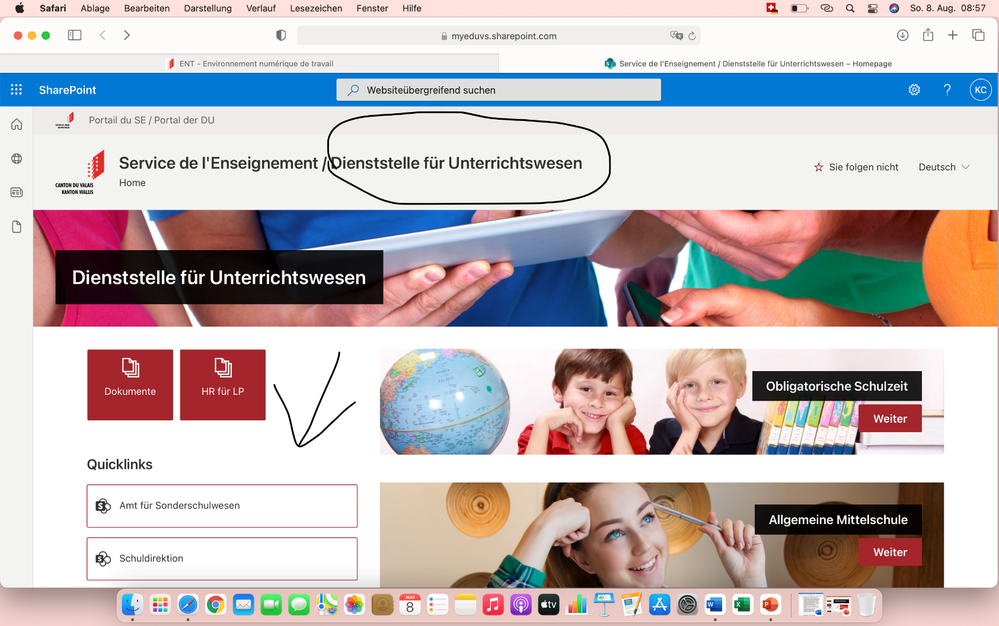 Safari Ablage Bearbeiten Darstellung Verlauf Lesezeichen Fenster Hilfe So. 8. Aug. 08:57
myeduvs.sharepoint.com
ENT - Environnement numérique de travail
Service de l'Enseignement / Dienststelle für Unterrichtswesen – Homepage
SharePoint
Websiteübergreifend suchen
? KC
Portail du SE / Portal der DU
Service de l'Enseignement / Dienststelle für Unterrichtswesen
Home
CANTON DU VALAIS
KANTON WALLIS
Sie folgen nicht Deutsch
Dienststelle für Unterrichtswesen
Dokumente
HR für LP
Obligatorische Schulzeit
Weiter
Quicklinks
Amt für Sonderschulwesen
Schuldirektion
Allgemeine Mittelschule
Weiter
AUG
8
tv
W
X
P